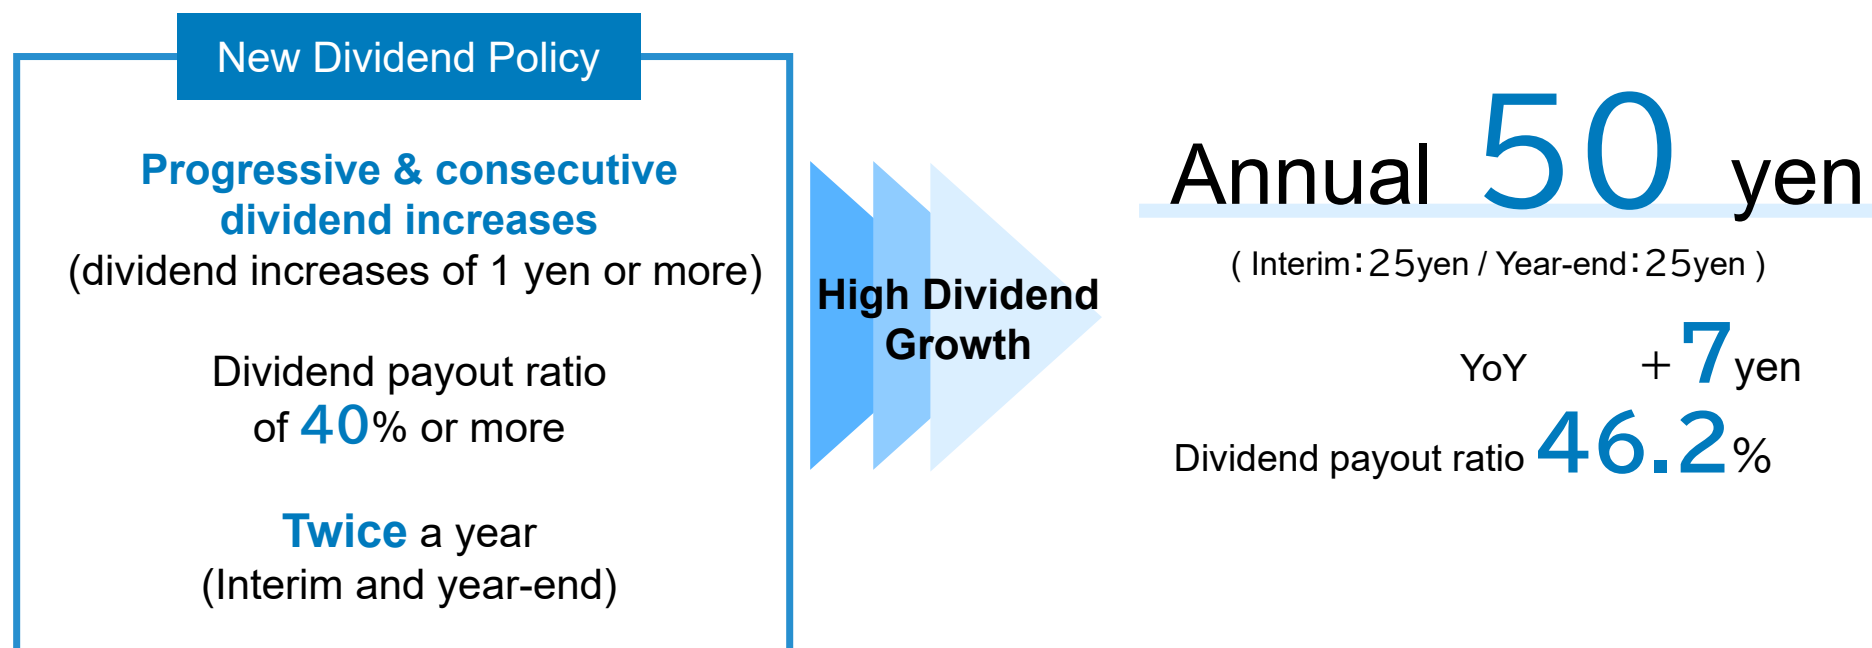 New Dividend Policy
Progressive & consecutive
dividend increases
(dividend increases of 1 yen or more)
Dividend payout ratio
of 40% or more
Twice a year
(Interim and year-end)
High Dividend
Growth
Annual 50 yen
( Interim：25yen / Year-end：25yen )
YoY +7yen
Dividend payout ratio 46.2%